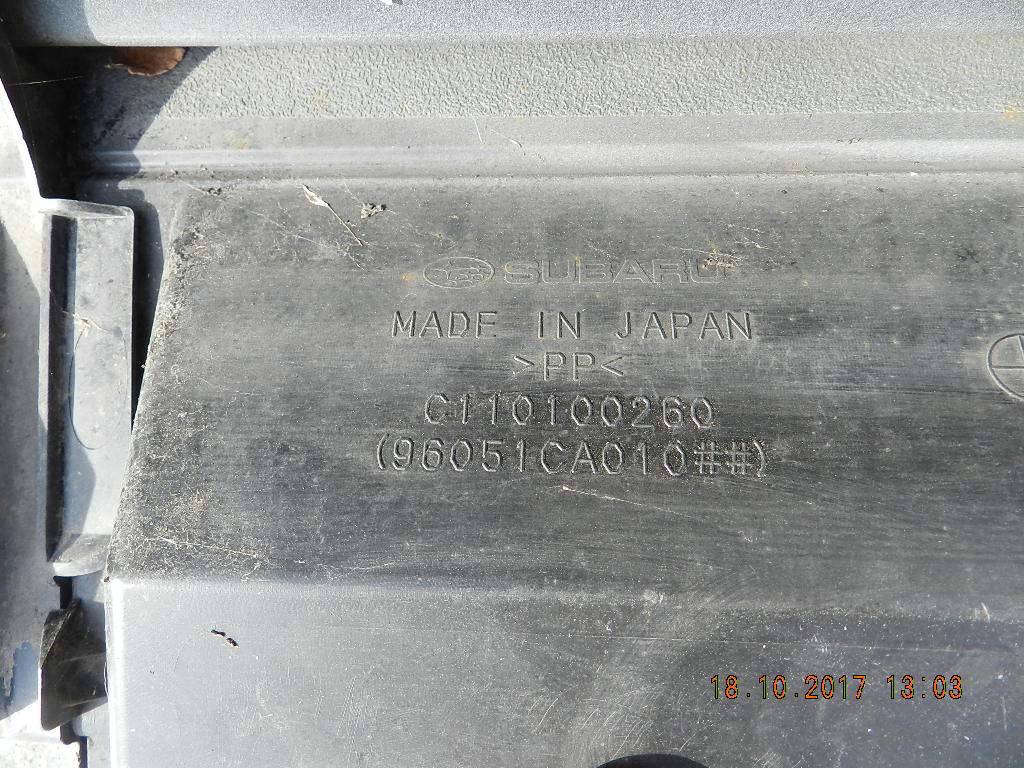 SUBARU
MADE IN JAPAN
>PP<
C110100260
(96051CA010##)
18.10.2017 13:03